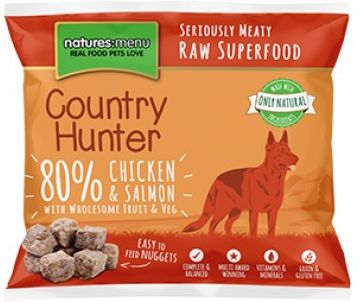 natures:menu
REAL FOOD PETS LOVE
SERIOUSLY MEATY
RAW SUPERFOOD
MADE WITH
ONLY NATURAL
INGREDIENTS
Country
Hunter
80% CHICKEN
& SALMON
WITH WHOLESOME FRUIT & VEG
EASY TO
FEED NUGGETS
COMPLETE &
BALANCED
MULTI AWARD
WINNING
VITAMINS &
MINERALS
GRAIN &
GLUTEN FREE